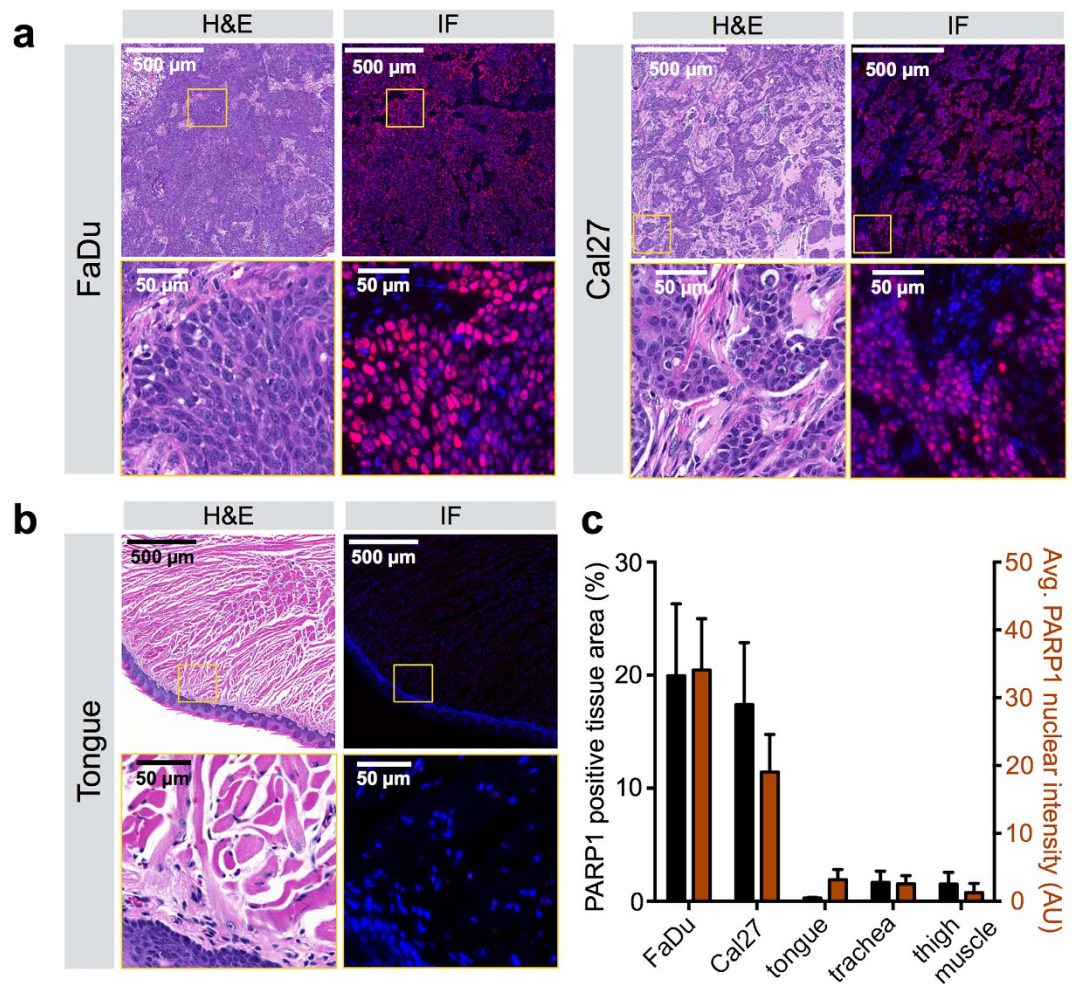 a
H&E
IF
FaDu
500 µm
500 µm
50 µm
50 µm
H&E
IF
Cal27
500 µm
500 µm
50 µm
50 µm
b
H&E
IF
Tongue
500 µm
500 µm
50 µm
50 µm
c
PARP1 positive tissue area (%)
30
20
10
0
50
40
30
20
10
0
Avg. PARP1 nuclear intensity (AU)
FaDu
Cal27
tongue
trachea
thigh
muscle